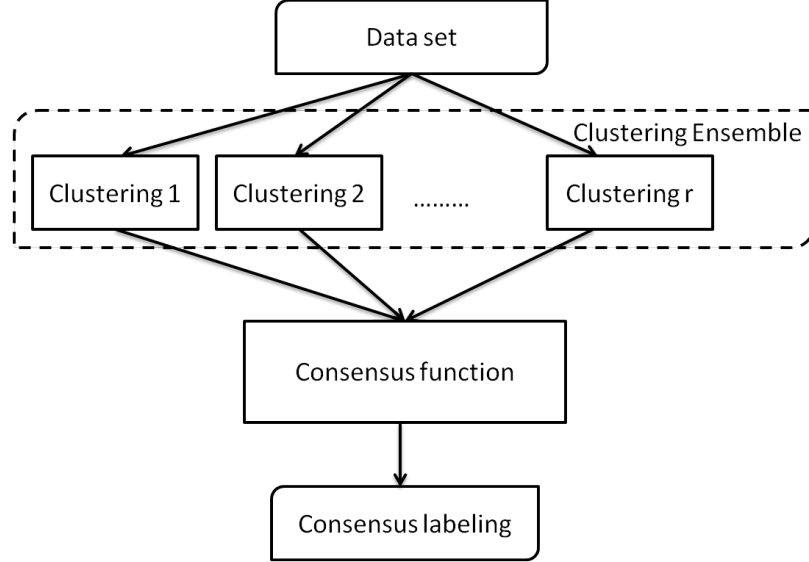 Data set
Clustering Ensemble
Clustering 1
Clustering 2
.........
Clustering r
Consensus function
Consensus labeling